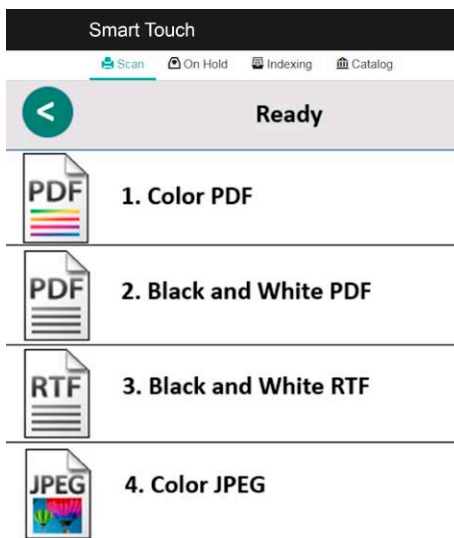 Smart Touch
Scan On Hold Indexing Catalog
<
Ready
PDF
1. Color PDF
PDF
2. Black and White PDF
RTF
3. Black and White RTF
JPEG
4. Color JPEG